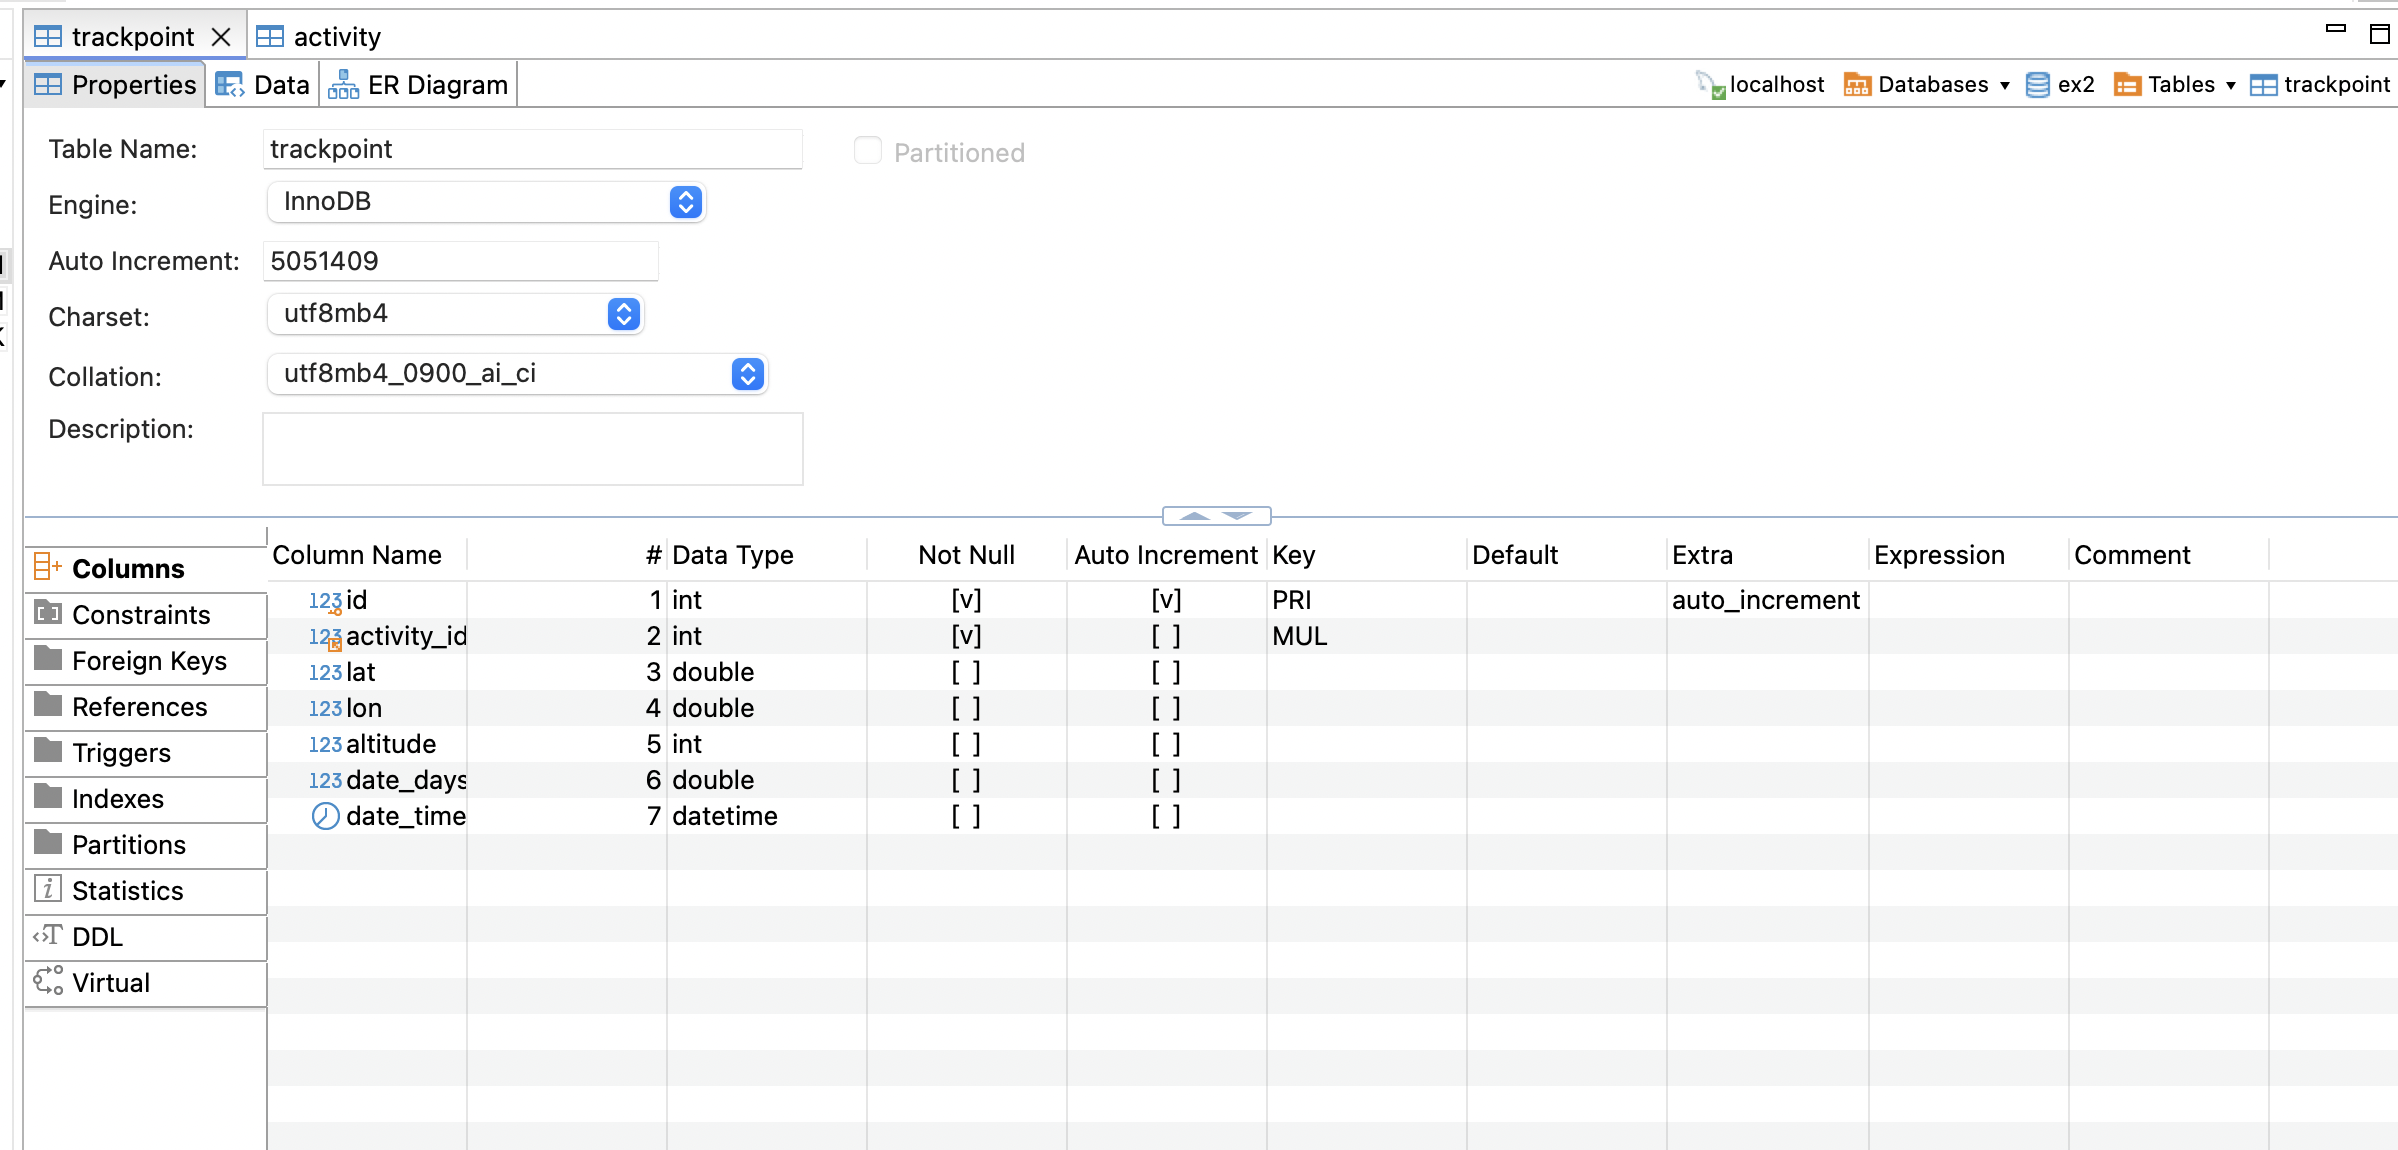 trackpoint activity
Properties Data ER Diagram localhost Databases ex2 Tables trackpoint
Table Name: trackpoint Partitioned
Engine: InnoDB
Auto Increment: 5051409
Charset: utf8mb4
Collation: utf8mb4_0900_ai_ci
Description:
Columns
Constraints
Foreign Keys
References
Triggers
Indexes
Partitions
Statistics
DDL
Virtual
Column Name # Data Type Not Null Auto Increment Key Default Extra Expression Comment
123 id 1 int [v] [v] PRI auto_increment
123 activity_id 2 int [v] [ ] MUL
123 lat 3 double [ ] [ ]
123 lon 4 double [ ] [ ]
123 altitude 5 int [ ] [ ]
123 date_days 6 double [ ] [ ]
date_time 7 datetime [ ] [ ]